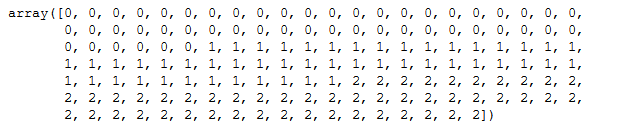 array([0, 0, 0, 0, 0, 0, 0, 0, 0, 0, 0, 0, 0, 0, 0, 0, 0, 0, 0, 0, 0, 0,
0, 0, 0, 0, 0, 0, 0, 0, 0, 0, 0, 0, 0, 0, 0, 0, 0, 0, 0, 0, 0, 0,
0, 0, 0, 0, 0, 0, 1, 1, 1, 1, 1, 1, 1, 1, 1, 1, 1, 1, 1, 1, 1, 1,
1, 1, 1, 1, 1, 1, 1, 1, 1, 1, 1, 1, 1, 1, 1, 1, 1, 1, 1, 1, 1, 1,
1, 1, 1, 1, 1, 1, 1, 1, 1, 1, 1, 1, 2, 2, 2, 2, 2, 2, 2, 2, 2, 2,
2, 2, 2, 2, 2, 2, 2, 2, 2, 2, 2, 2, 2, 2, 2, 2, 2, 2, 2, 2, 2, 2,
2, 2, 2, 2, 2, 2, 2, 2, 2, 2, 2, 2, 2, 2, 2, 2, 2, 2])